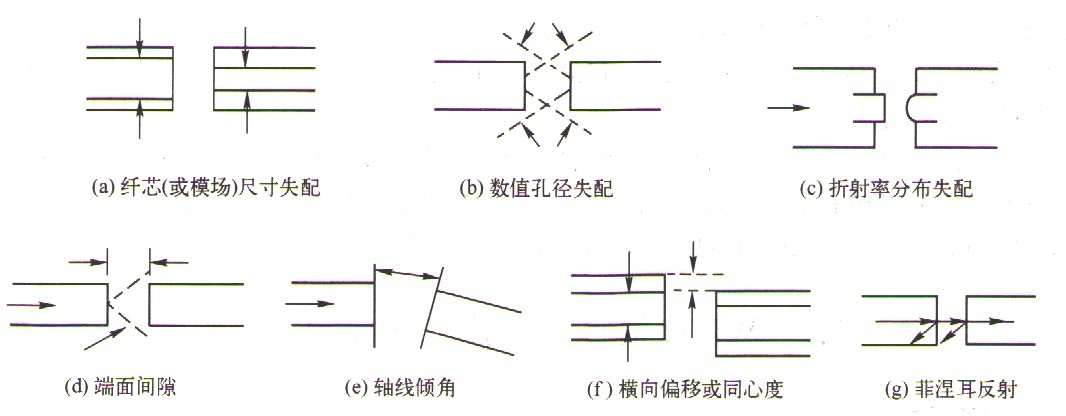 (a) 纤芯(或模场)尺寸失配
(b) 数值孔径失配
(c) 折射率分布失配
(d) 端面间隙
(e) 轴线倾角
(f) 横向偏移或同心度
(g) 菲涅耳反射